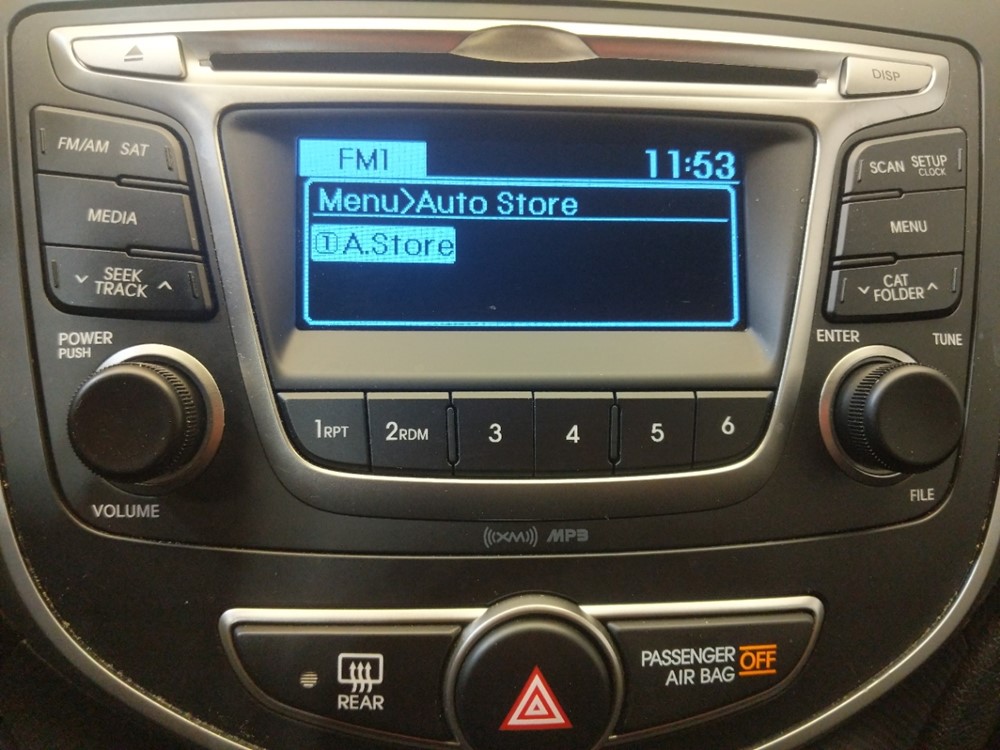 DISP
FM/AM SAT
MEDIA
SEEK
TRACK
POWER
PUSH
VOLUME
FM1 11:53
Menu>Auto Store
①A.Store
SCAN SETUP
CLOCK
MENU
CAT
FOLDER
ENTER TUNE
FILE
1RPT 2RDM 3 4 5 6
((XM)) MP3
REAR
PASSENGER
AIR BAG OFF